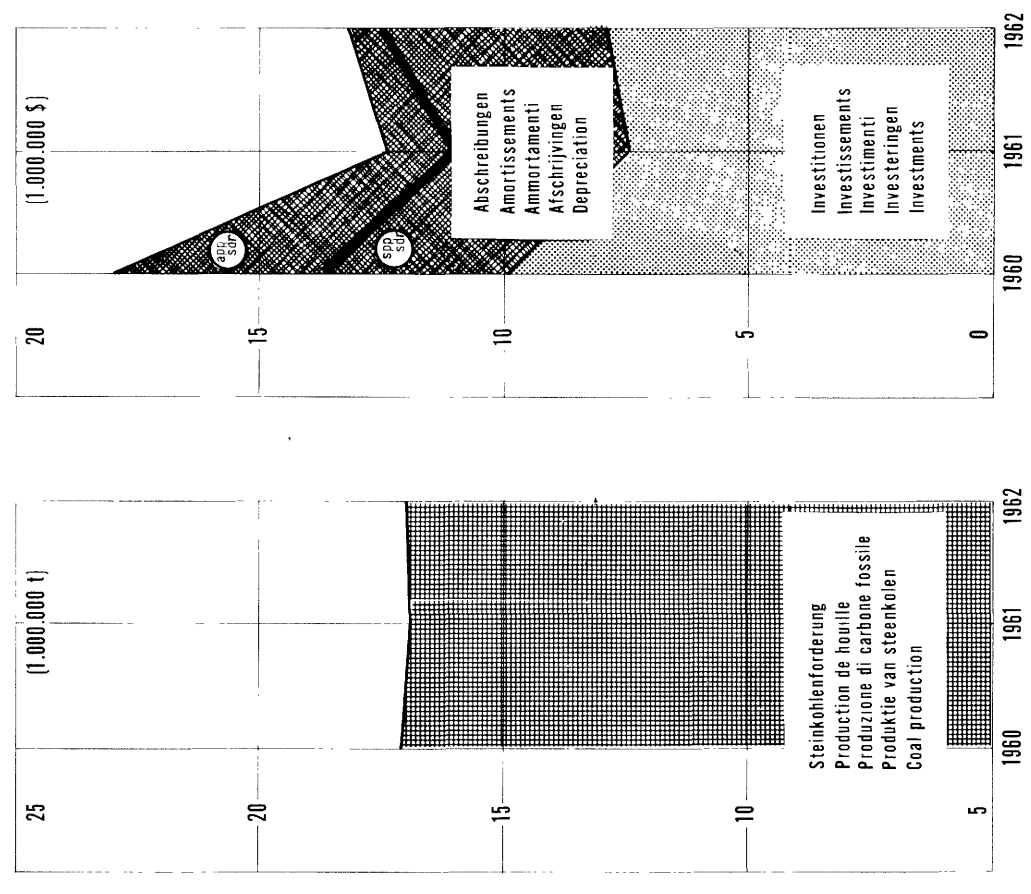 (1.000.000 t)
25
20
15
10
5
Steinkohlenforderung
Production de houille
Produzione di carbone fossile
Produktie van steenkolen
Coal production
1960
1961
1962
(1.000.000 $)
20
15
10
5
0
app
sdr
spp
sdr
Abschreibungen
Amortissements
Ammortamenti
Afschrijvingen
Depreciation
Investitionen
Investissements
Investimenti
Investeringen
Investments
1960
1961
1962